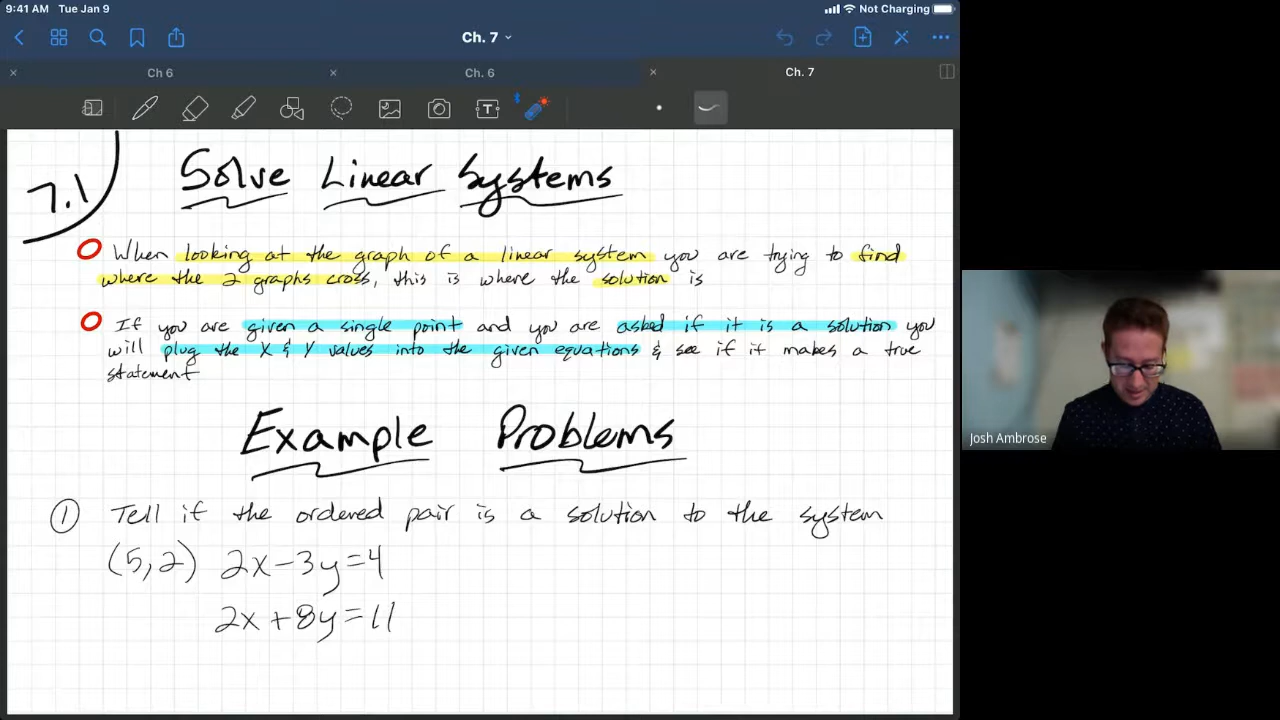 9:41 AM Tue Jan 9
Not Charging
Ch. 7
Ch 6
Ch. 6
Ch. 7
T
7.1
Solve Linear Systems
When looking at the graph of a linear system you are trying to find
where the 2 graphs cross, this is where the solution is
If you are given a single point and you are asked if it is a solution you
will plug the X & Y values into the given equations & see if it makes a true
statement
Example Problems
1 Tell if the ordered pair is a solution to the system
(5,2) 2x-3y=4
2x+8y=11
Josh Ambrose